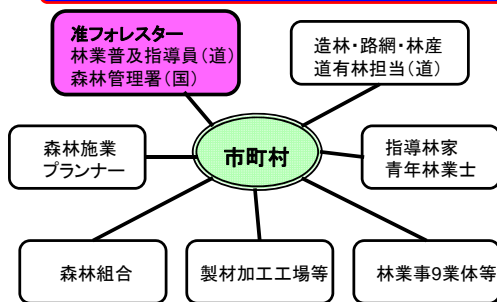 准フォレスター
林業普及指導員(道)
森林管理署(国)
造林・路網・林産
道有林担当(道)
森林施業
プランナー
市町村
指導林家
青年林業士
森林組合
製材加工工場等
林業事9業体等